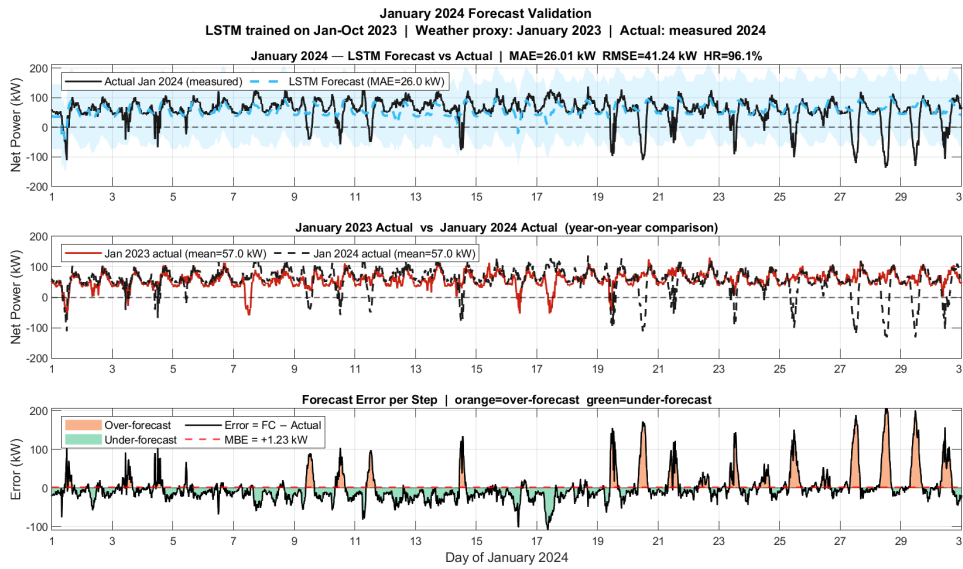 January 2024 Forecast Validation
LSTM trained on Jan-Oct 2023 | Weather proxy: January 2023 | Actual: measured 2024
January 2024 — LSTM Forecast vs Actual | MAE=26.01 kW RMSE=41.24 kW HR=96.1%
Actual Jan 2024 (measured) LSTM Forecast (MAE=26.0 kW)
Net Power (kW)
200
100
0
-100
-200
1 3 5 7 9 11 13 15 17 19 21 23 25 27 29 3
January 2023 Actual vs January 2024 Actual (year-on-year comparison)
Jan 2023 actual (mean=57.0 kW) Jan 2024 actual (mean=57.0 kW)
Net Power (kW)
200
100
0
-100
-200
1 3 5 7 9 11 13 15 17 19 21 23 25 27 29 3
Forecast Error per Step | orange=over-forecast green=under-forecast
Over-forecast Error = FC − Actual
Under-forecast MBE = +1.23 kW
Error (kW)
200
100
0
-100
1 3 5 7 9 11 13 15 17 19 21 23 25 27 29 3
Day of January 2024